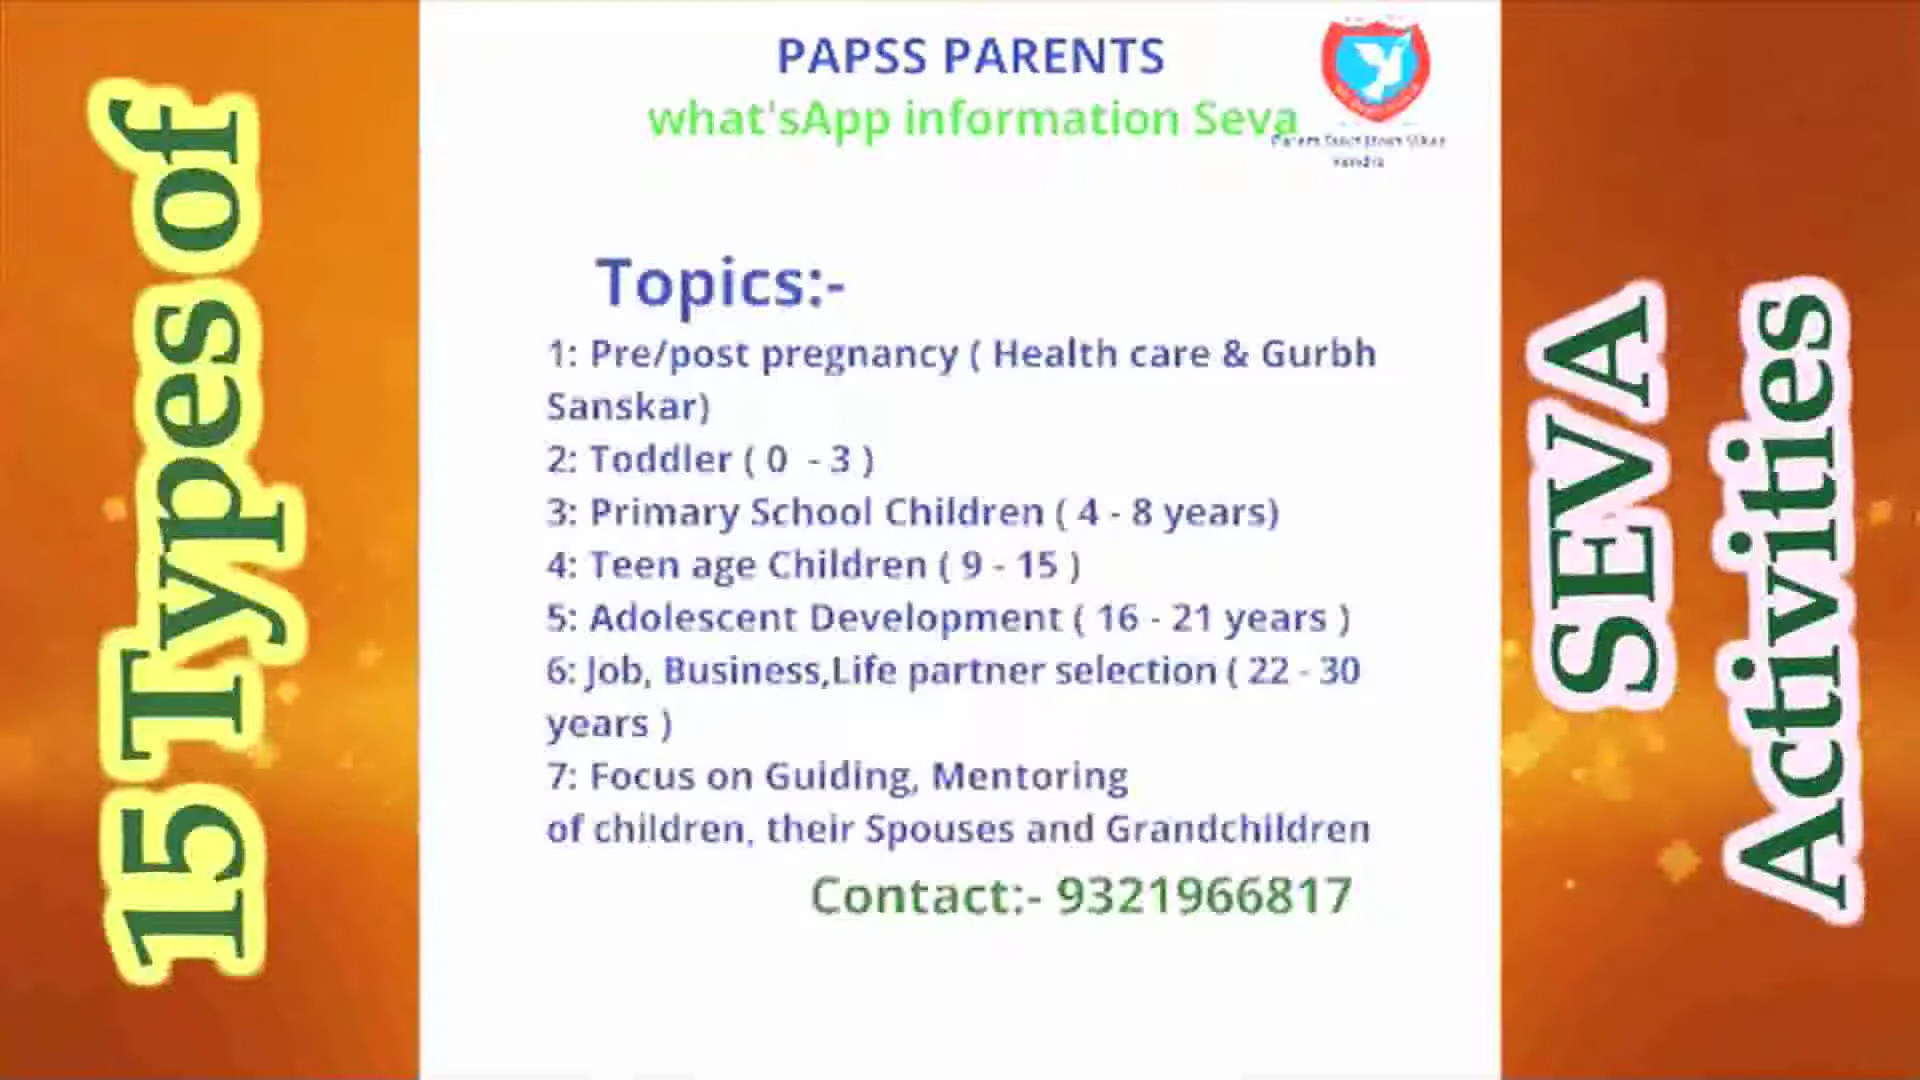 15 Types of
PAPSS PARENTS
what'sApp information Seva
Topics:-
1: Pre/post pregnancy ( Health care & Gurbh
Sanskar)
2: Toddler ( 0 - 3 )
3: Primary School Children ( 4 - 8 years)
4: Teen age Children ( 9 - 15 )
5: Adolescent Development ( 16 - 21 years )
6: Job, Business,Life partner selection ( 22 - 30
years )
7: Focus on Guiding, Mentoring
of children, their Spouses and Grandchildren
Contact:- 9321966817
SEVA
Activities